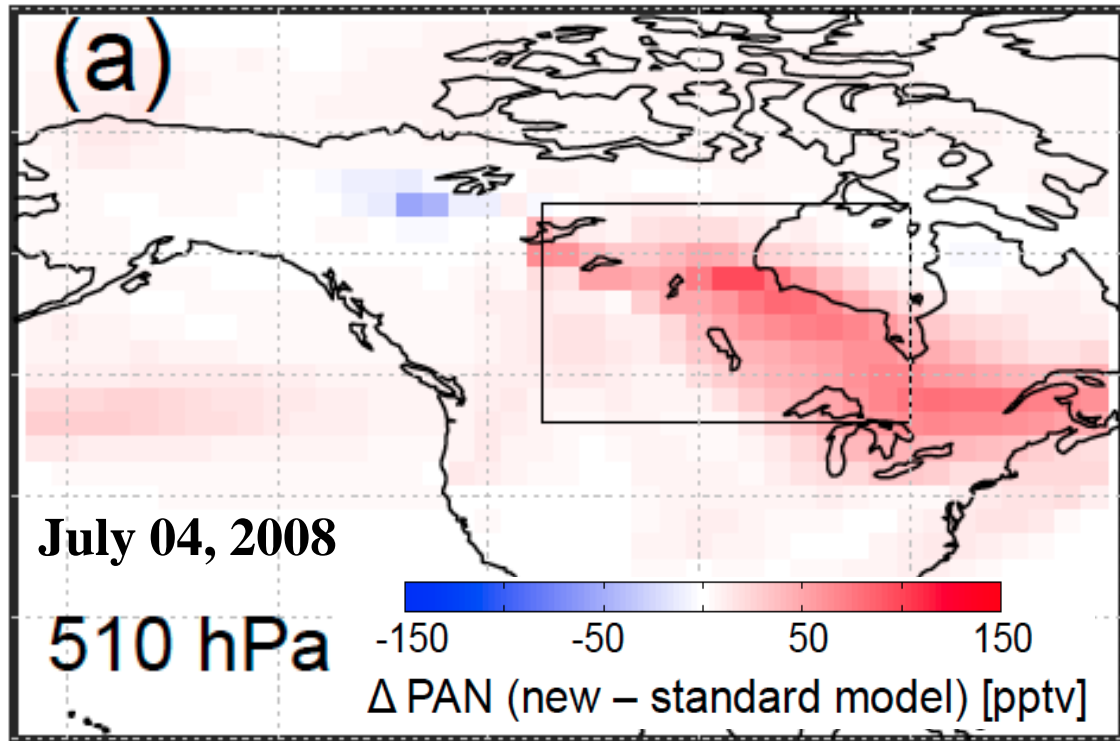 (a)
July 04, 2008
510 hPa
-150 -50 50 150
Δ PAN (new – standard model) [pptv]